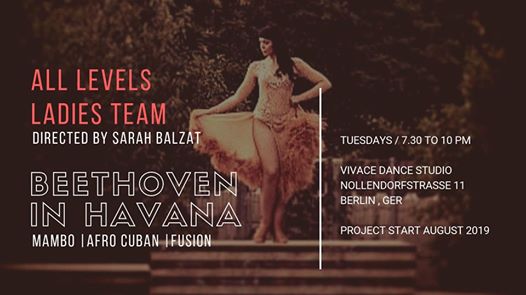 ALL LEVELS
LADIES TEAM
DIRECTED BY SARAH BALZAT
BEETHOVEN
IN HAVANA
MAMBO |AFRO CUBAN |FUSION
TUESDAYS / 7.30 TO 10 PM
VIVACE DANCE STUDIO
NOLLENDORFSTRASSE 11
BERLIN , GER
PROJECT START AUGUST 2019